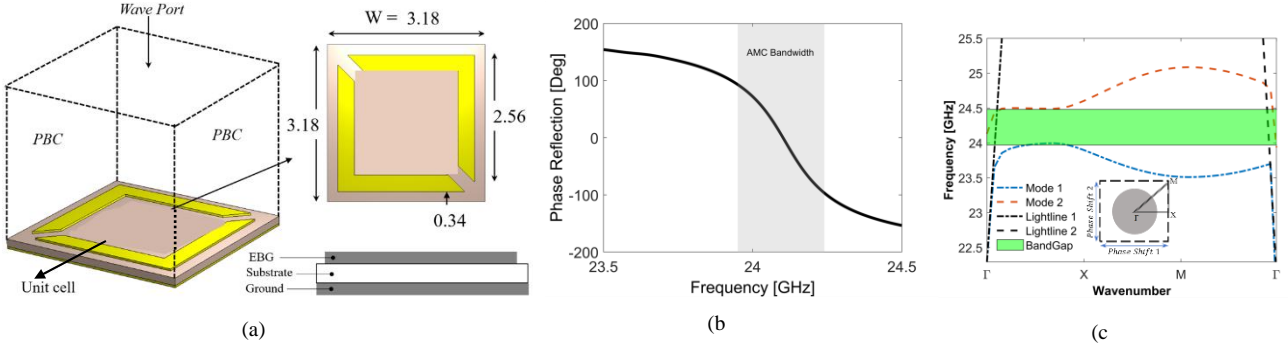 Wave Port
PBC
PBC
Unit cell
W = 3.18
3.18
2.56
0.34
EBG
Substrate
Ground
(a)
200
100
0
-100
-200
Phase Reflection [Deg]
AMC Bandwidth
23.5
24
24.5
Frequency [GHz]
(b)
25.5
25
24.5
24
23.5
23
22.5
Frequency [GHz]
Mode 1
Mode 2
Lightline 1
Lightline 2
BandGap
Phase Shift 2
M
Γ
X
Phase Shift 1
Γ
X
M
Γ
Wavenumber
(c)